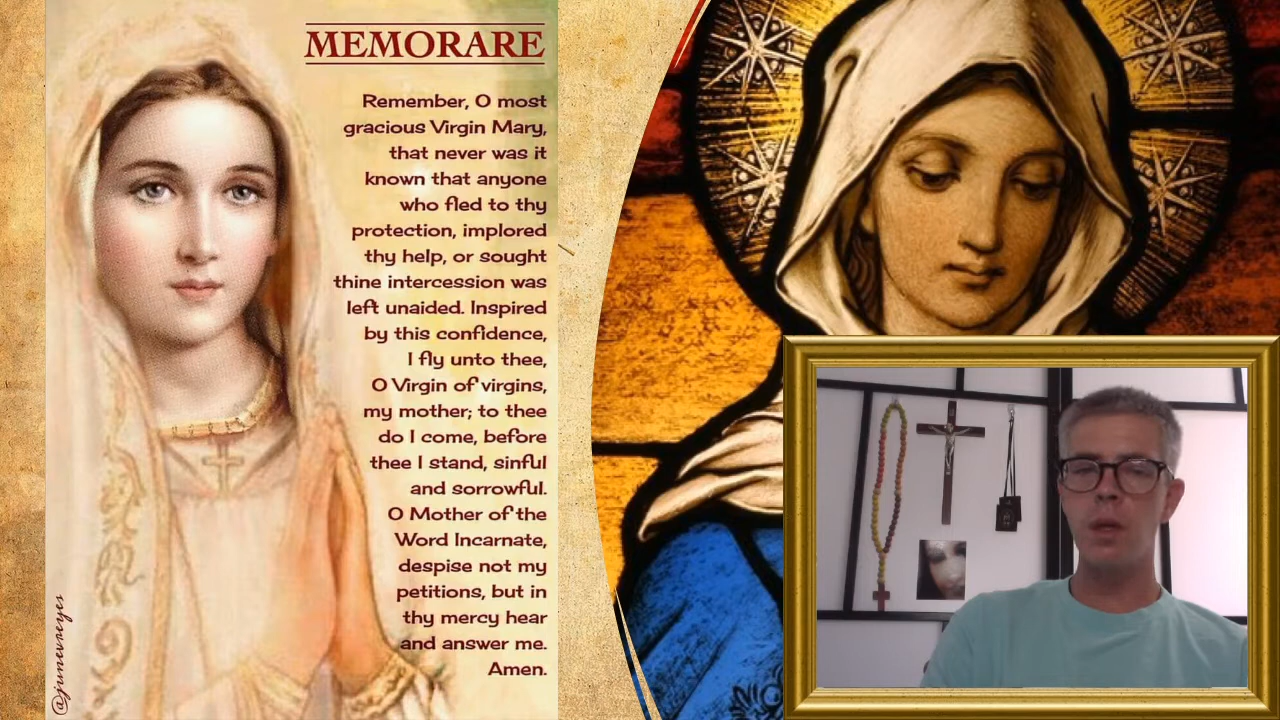 MEMORARE
Remember, O most
gracious Virgin Mary,
that never was it
known that anyone
who fled to thy
protection, implored
thy help, or sought
thine intercession was
left unaided. Inspired
by this confidence,
I fly unto thee,
O Virgin of virgins,
my mother; to thee
do I come, before
thee I stand, sinful
and sorrowful.
O Mother of the
Word Incarnate,
despise not my
petitions, but in
thy mercy hear
and answer me.
Amen.
@junevreyes